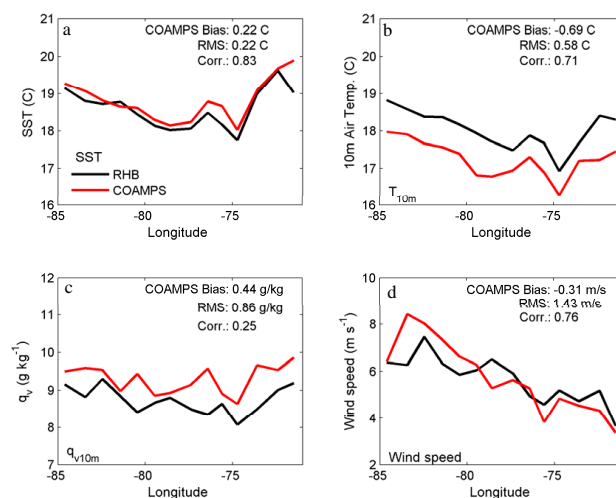 a
COAMPS Bias: 0.22 C
RMS: 0.22 C
Corr.: 0.83
SST (C)
20
19
18
17
16
SST
RHB
COAMPS
-85
-80
-75
Longitude
b
COAMPS Bias: -0.69 C
RMS: 0.58 C
Corr.: 0.71
10m Air Temp. (C)
20
19
18
17
16
T10m
-85
-80
-75
Longitude
c
COAMPS Bias: 0.44 g/kg
RMS: 0.86 g/kg
Corr.: 0.25
qv (g kg-1)
12
11
10
9
8
7
qv10m
-85
-80
-75
Longitude
d
COAMPS Bias: -0.31 m/s
RMS: 1.43 m/s
Corr.: 0.76
Wind speed (m s-1)
10
8
6
4
2
Wind speed
-85
-80
-75
Longitude